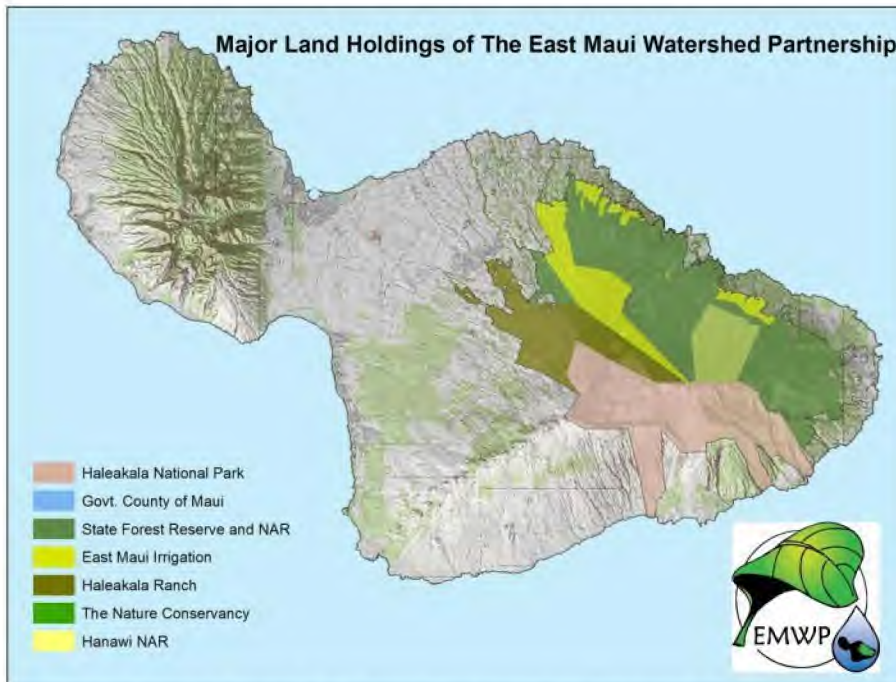 Major Land Holdings of The East Maui Watershed Partnership
Haleakala National Park
Govt. County of Maui
State Forest Reserve and NAR
East Maui Irrigation
Haleakala Ranch
The Nature Conservancy
Hanawi NAR
EMWP